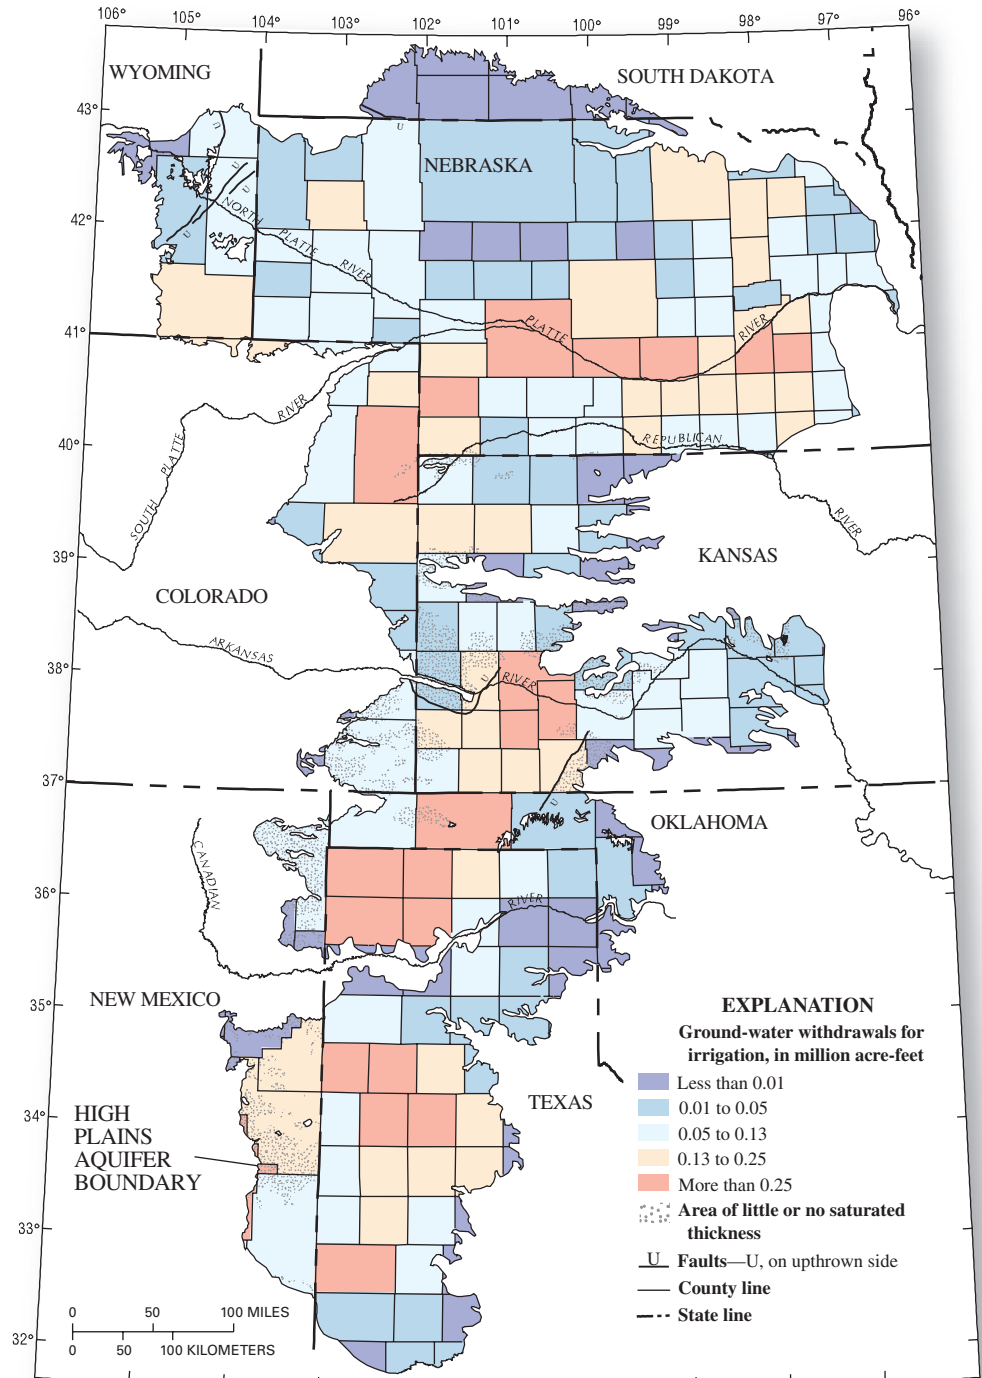 106° 105° 104° 103° 102° 101° 100° 99° 98° 97° 96°
WYOMING
SOUTH DAKOTA
43°
U
U
NEBRASKA
U
U
NORTH PLATTE RIVER
42°
U
PLATTE RIVER
41°
RIVER
SOUTH PLATTE
REPUBLICAN
40°
RIVER
39°
KANSAS
COLORADO
ARKANSAS
38°
U
RIVER
37°
U
OKLAHOMA
CANADIAN
36°
RIVER
NEW MEXICO
35°
EXPLANATION
Ground-water withdrawals for
irrigation, in million acre-feet
Less than 0.01
0.01 to 0.05
0.05 to 0.13
0.13 to 0.25
More than 0.25
Area of little or no saturated
thickness
U Faults—U, on upthrown side
County line
State line
TEXAS
34°
HIGH
PLAINS
AQUIFER
BOUNDARY
33°
0 50 100 MILES
0 50 100 KILOMETERS
32°